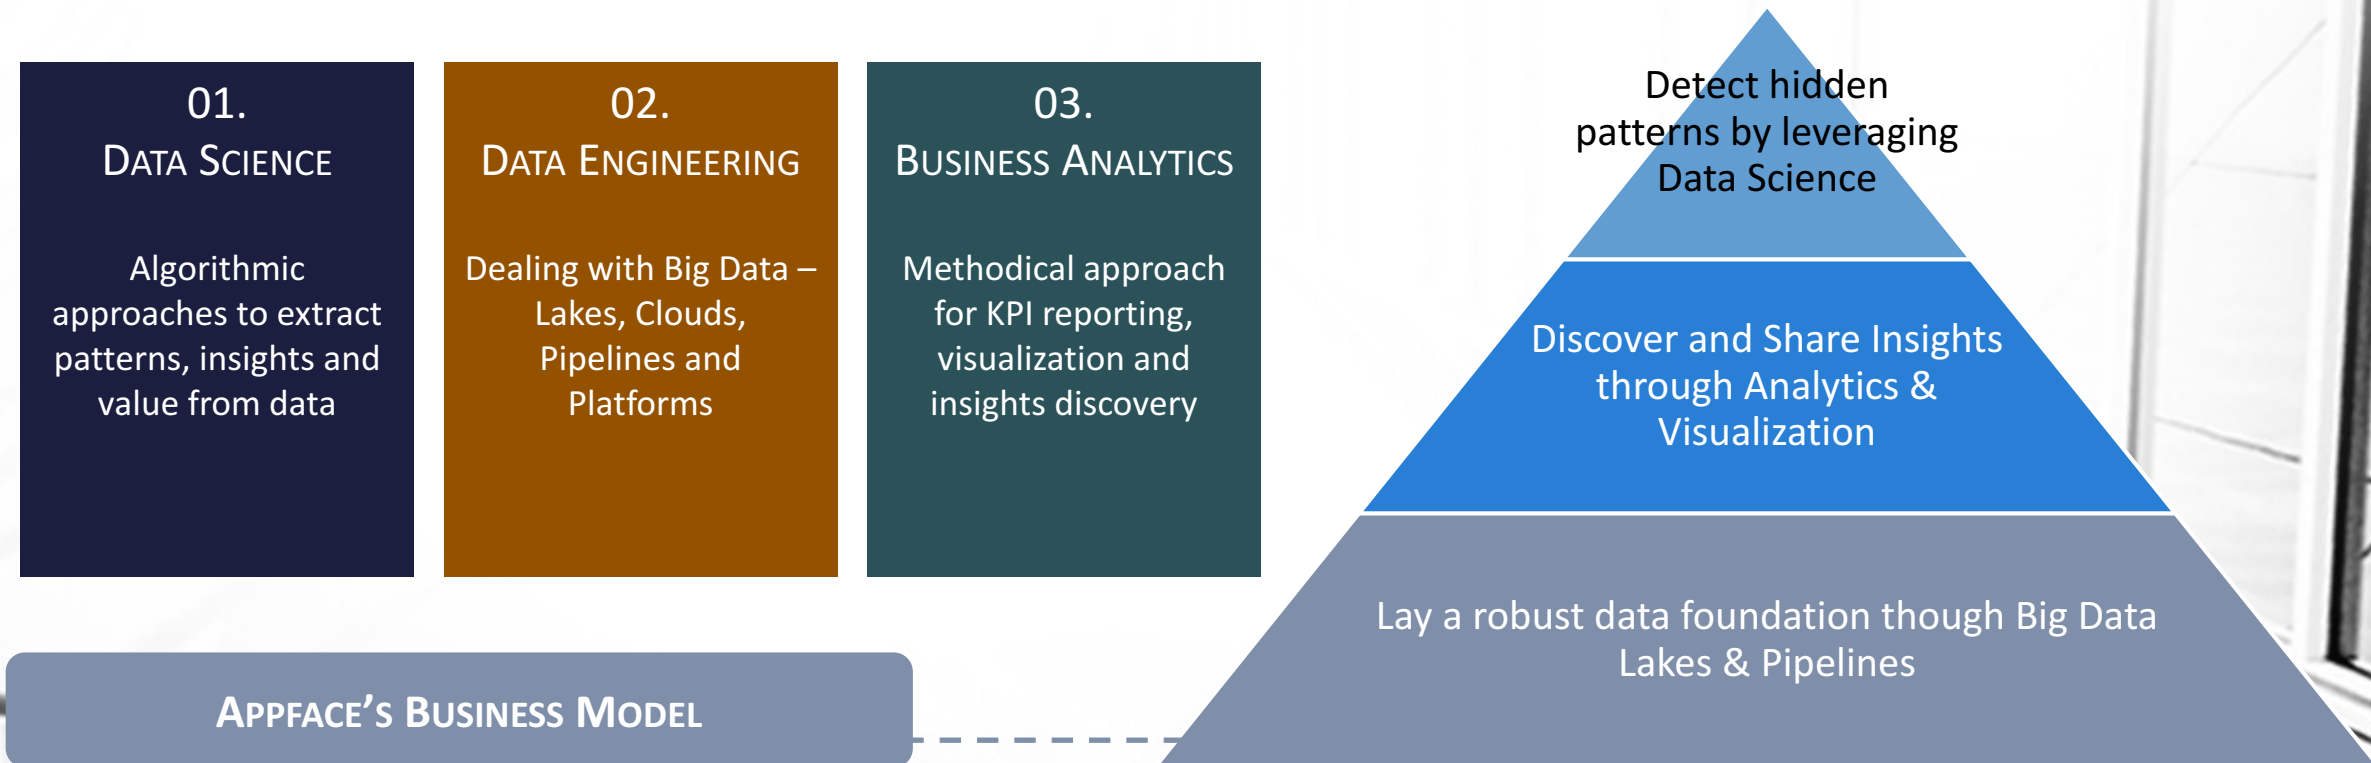 01.
DATA SCIENCE
Algorithmic
approaches to extract
patterns, insights and
value from data
02.
DATA ENGINEERING
Dealing with Big Data –
Lakes, Clouds,
Pipelines and
Platforms
03.
BUSINESS ANALYTICS
Methodical approach
for KPI reporting,
visualization and
insights discovery
Detect hidden
patterns by leveraging
Data Science
Discover and Share Insights
through Analytics &
Visualization
Lay a robust data foundation though Big Data
Lakes & Pipelines
APPFACE’S BUSINESS MODEL